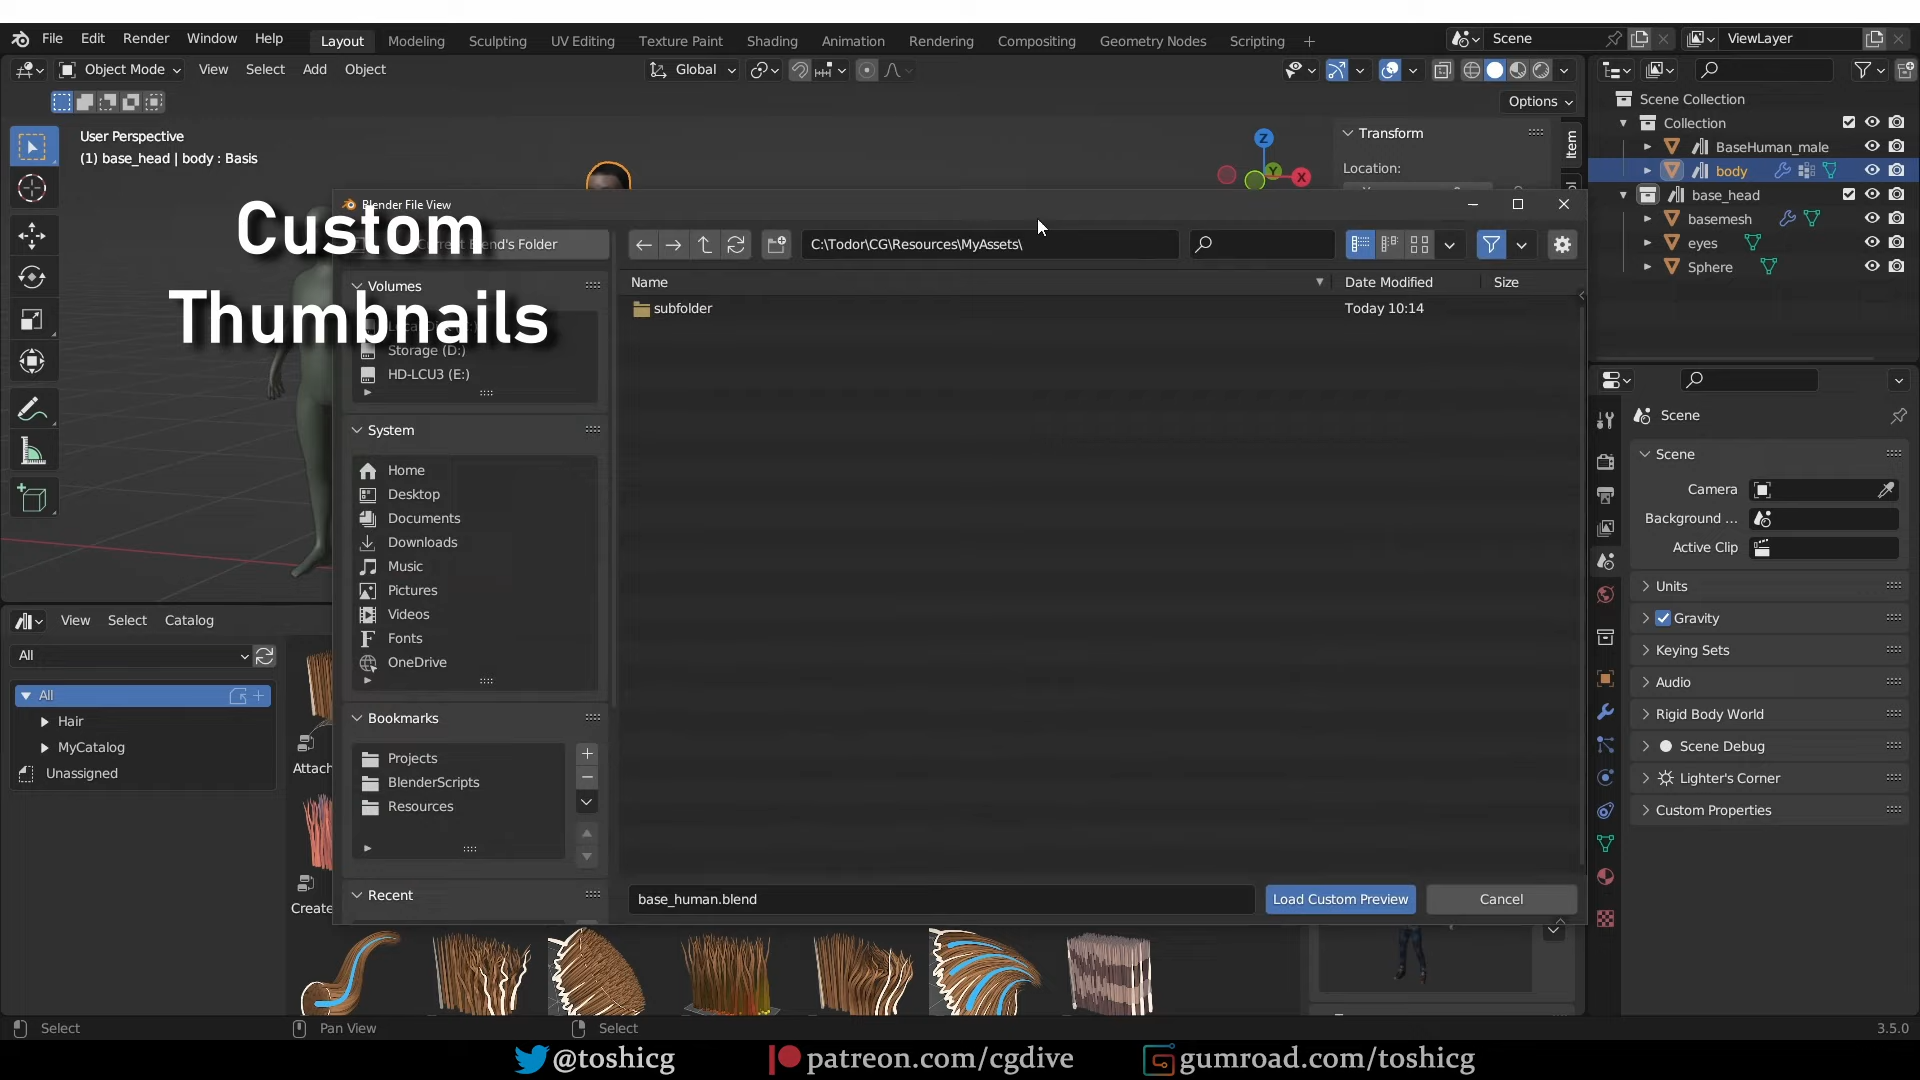 File Edit Render Window Help
Layout Modeling Sculpting UV Editing Texture Paint Shading Animation Rendering Compositing Geometry Nodes Scripting +
Scene
ViewLayer
Object Mode View Select Add Object
Global
Options
User Perspective
(1) base_head | body : Basis
Z
Y
X
Transform
Location:
Item
Scene Collection
Collection
BaseHuman_male
body
base_head
basemesh
eyes
Sphere
Custom
Thumbnails
Blender File View
Current Blend's Folder
C:\Todor\CG\Resources\MyAssets\
Volumes
Storage (D:)
HD-LCU3 (E:)
System
Home
Desktop
Documents
Downloads
Music
Pictures
Videos
Fonts
OneDrive
Bookmarks
Projects
BlenderScripts
Resources
Recent
Name Date Modified Size
subfolder Today 10:14
base_human.blend
Load Custom Preview
Cancel
Scene
Scene
Camera
Background ...
Active Clip
Units
Gravity
Keying Sets
Audio
Rigid Body World
Scene Debug
Lighter's Corner
Custom Properties
View Select Catalog
All
All
Hair
MyCatalog
Unassigned
Attach
Create
Select Pan View Select 3.5.0
@toshicg patreon.com/cgdive gumroad.com/toshicg